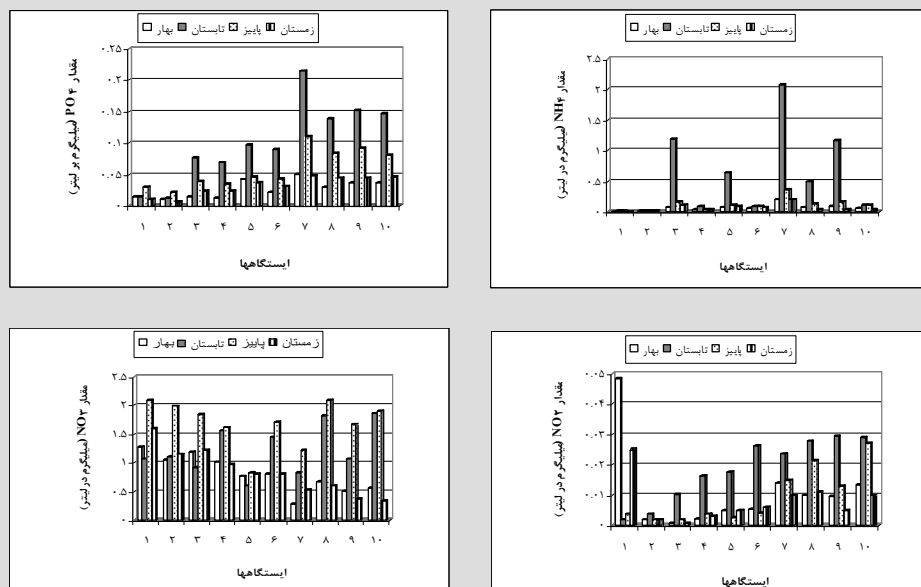 بهار تابستان پاییز زمستان
مقدار PO۴ (میلیگرم بر لیتر)
۰.۲۵
۰.۲
۰.۱۵
۰.۱
۰.۰۵
۰
۱ ۲ ۳ ۴ ۵ ۶ ۷ ۸ ۹ ۱۰
ایستگاهها
بهار تابستان پاییز زمستان
مقدار NH۴ (میلیگرم در لیتر)
۲.۵
۲
۱.۵
۱
۰.۵
۰
۱ ۲ ۳ ۴ ۵ ۶ ۷ ۸ ۹ ۱۰
ایستگاهها
بهار تابستان پاییز زمستان
مقدار NO۳ (میلیگرم در لیتر)
۲.۵
۲
۱.۵
۱
۰.۵
۰
۱ ۲ ۳ ۴ ۵ ۶ ۷ ۸ ۹ ۱۰
ایستگاهها
بهار تابستان پاییز زمستان
مقدار NO۲ (میلیگرم در لیتر)
۰.۰۵
۰.۰۴
۰.۰۳
۰.۰۲
۰.۰۱
۰
۱ ۲ ۳ ۴ ۵ ۶ ۷ ۸ ۹ ۱۰
ایستگاهها